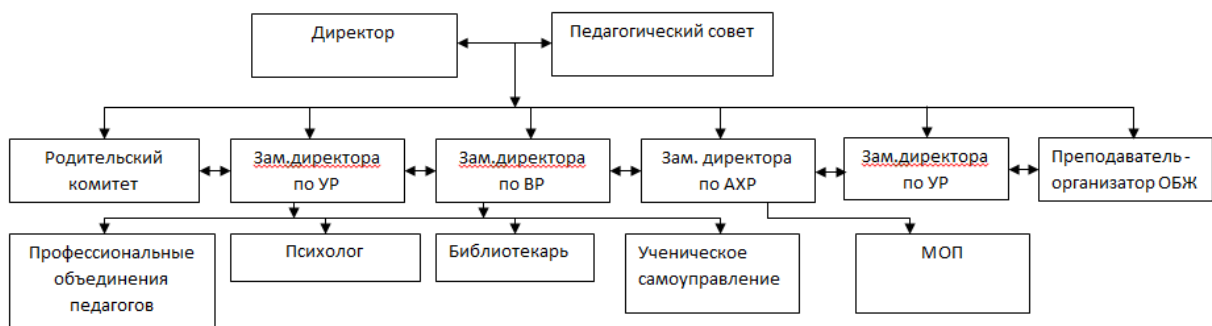 Директор
Педагогический совет
Родительский
комитет
Зам.директора
по УР
Зам.директора
по ВР
Зам. директора
по АХР
Зам.директора
по УР
Преподаватель -
организатор ОБЖ
Профессиональные
объединения
педагогов
Психолог
Библиотекарь
Ученическое
самоуправление
МОП